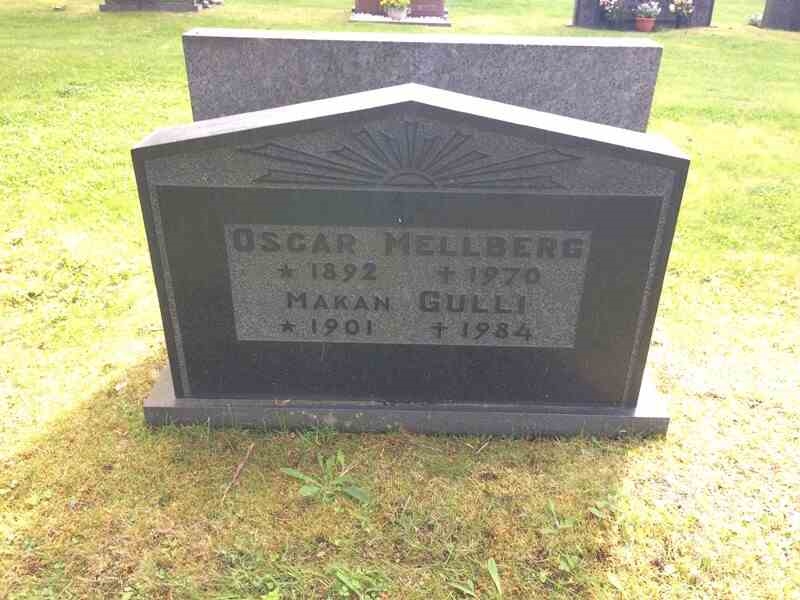 OSCAR MELLBERG
★ 1892 ✝ 1970
MAKAN GULLI
★ 1901 ✝ 1984